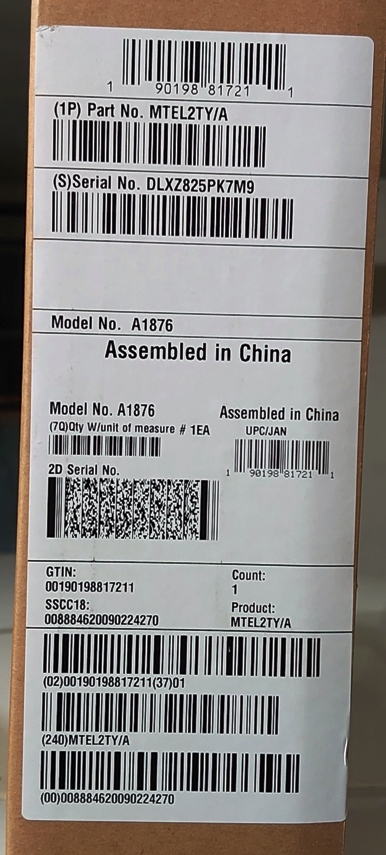 1 90198 81721 1
(1P) Part No. MTEL2TY/A
(S)Serial No. DLXZ825PK7M9
Model No. A1876
Assembled in China
Model No. A1876
(7Q)Qty W/unit of measure # 1EA
2D Serial No.
Assembled in China
UPC/JAN
1 90198 81721 1
GTIN:
00190198817211
SSCC18:
008884620090224270
Count:
1
Product:
MTEL2TY/A
(02)00190198817211(37)01
(240)MTEL2TY/A
(00)008884620090224270